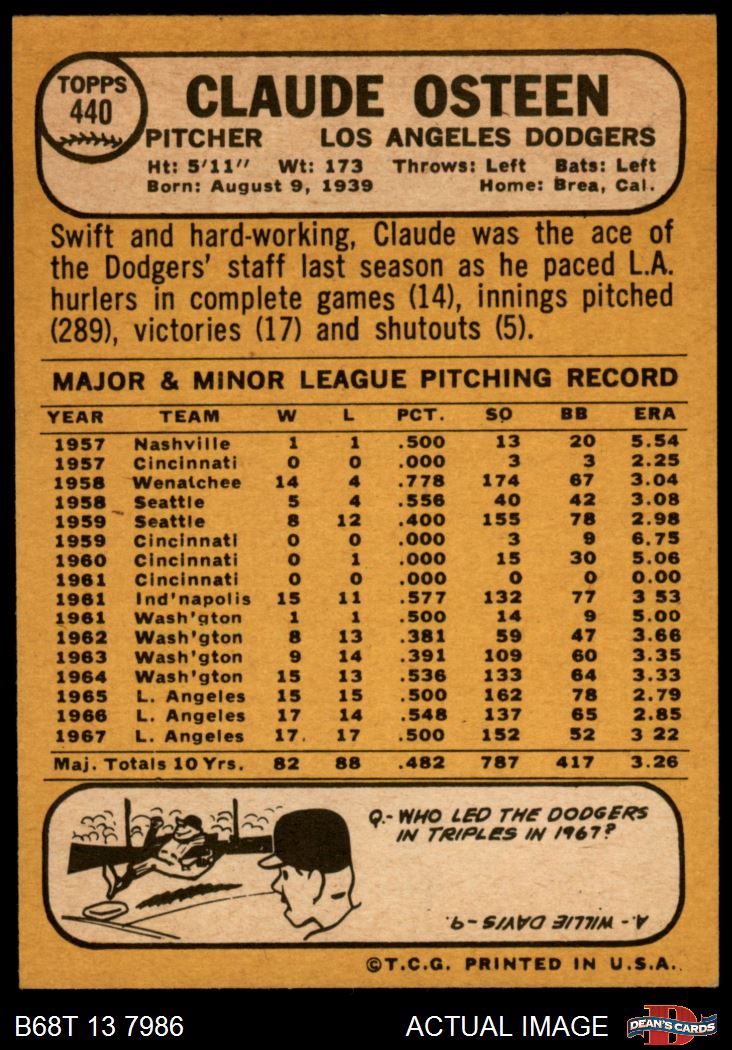 TOPPS
440
CLAUDE OSTEEN
PITCHER LOS ANGELES DODGERS
Ht: 5'11" Wt: 173 Throws: Left Bats: Left
Born: August 9, 1939 Home: Brea, Cal.
Swift and hard-working, Claude was the ace of
the Dodgers' staff last season as he paced L.A.
hurlers in complete games (14), innings pitched
(289), victories (17) and shutouts (5).
MAJOR & MINOR LEAGUE PITCHING RECORD
YEAR TEAM W L PCT. SO BB ERA
1957 Nashville 1 1 .500 13 20 5.54
1957 Cincinnati 0 0 .000 3 3 2.25
1958 Wenatchee 14 4 .778 174 67 3.04
1958 Seattle 5 4 .556 40 42 3.08
1959 Seattle 8 12 .400 155 78 2.98
1959 Cincinnati 0 0 .000 3 9 6.75
1960 Cincinnati 0 1 .000 15 30 5.06
1961 Cincinnati 0 0 .000 0 0 0.00
1961 Ind'napolis 15 11 .577 132 77 3 53
1961 Wash'gton 1 1 .500 14 9 5.00
1962 Wash'gton 8 13 .381 59 47 3.66
1963 Wash'gton 9 14 .391 109 60 3.35
1964 Wash'gton 15 13 .536 133 64 3.33
1965 L. Angeles 15 15 .500 162 78 2.79
1966 L. Angeles 17 14 .548 137 65 2.85
1967 L. Angeles 17. 17 .500 152 52 3 22
Maj. Totals 10 Yrs. 82 88 .482 787 417 3.26
Q.- WHO LED THE DODGERS
IN TRIPLES IN 1967?
A.- WILLIE DAVIS - 9.
©T.C.G. PRINTED IN U.S.A.
B68T 13 7986 ACTUAL IMAGE
D
DEAN'S CARDS